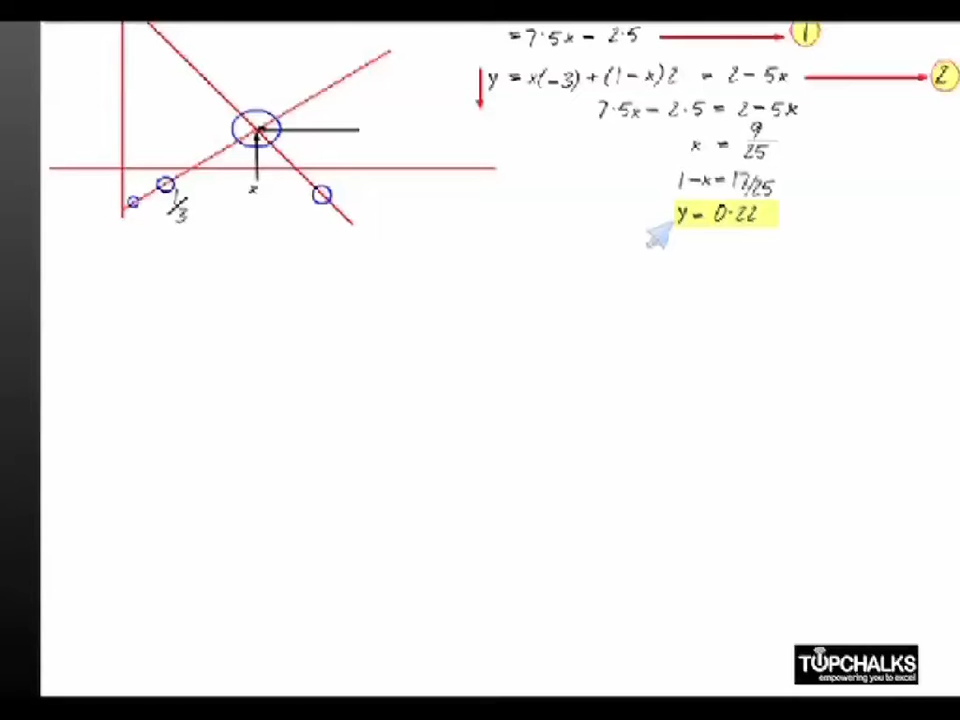 = 7.5x - 2.5 1
y = x(-3) + (1-x)2 = 2-5x 2
7.5x - 2.5 = 2-5x
x = 9/25
1-x = 17/25
y = 0.22
x
1/3
TOPCHALKS
empowering you to excel